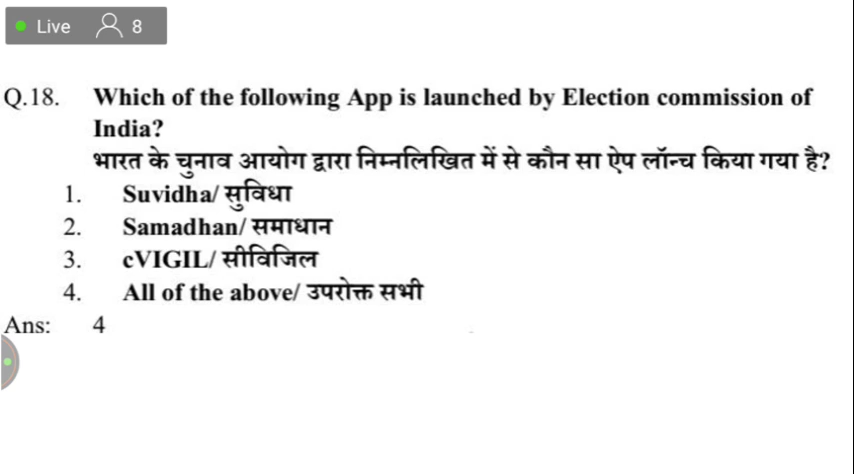 Live 8
Q.18. Which of the following App is launched by Election commission of
India?
भारत के चुनाव आयोग द्वारा निम्नलिखित में से कौन सा ऐप लॉन्च किया गया है?
1. Suvidha/ सुविधा
2. Samadhan/ समाधान
3. cVIGIL/ सीविजिल
4. All of the above/ उपरोक्त सभी
Ans: 4